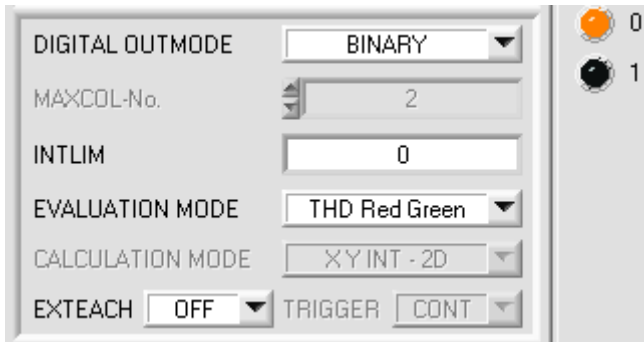 DIGITAL OUTMODE BINARY
MAXCOL-No. 2
INTLIM 0
EVALUATION MODE THD Red Green
CALCULATION MODE X Y INT - 2D
EXTEACH OFF TRIGGER CONT
0
1